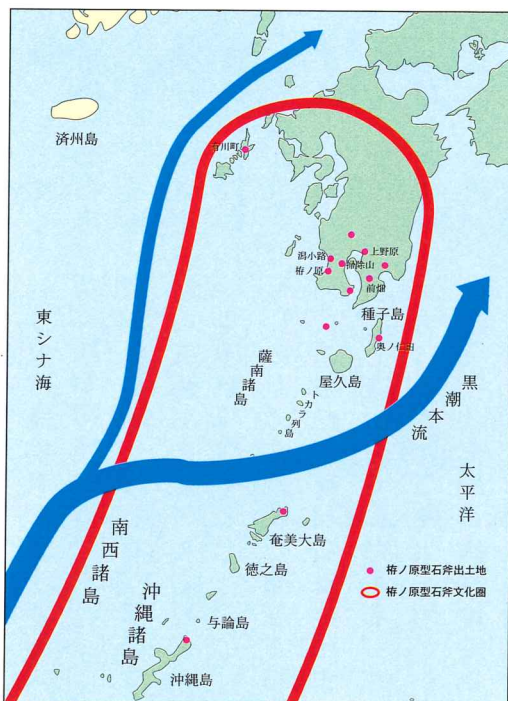 済州島
有川町
上野原
潟小路
掃除山
栫ノ原
前畑
種子島
奥ノ仁田
屋久島
薩南諸島
トカラ列島
東シナ海
黒潮本流
太平洋
奄美大島
徳之島
南西諸島
沖縄諸島
与論島
沖縄島
栫ノ原型石斧出土地
栫ノ原型石斧文化圏